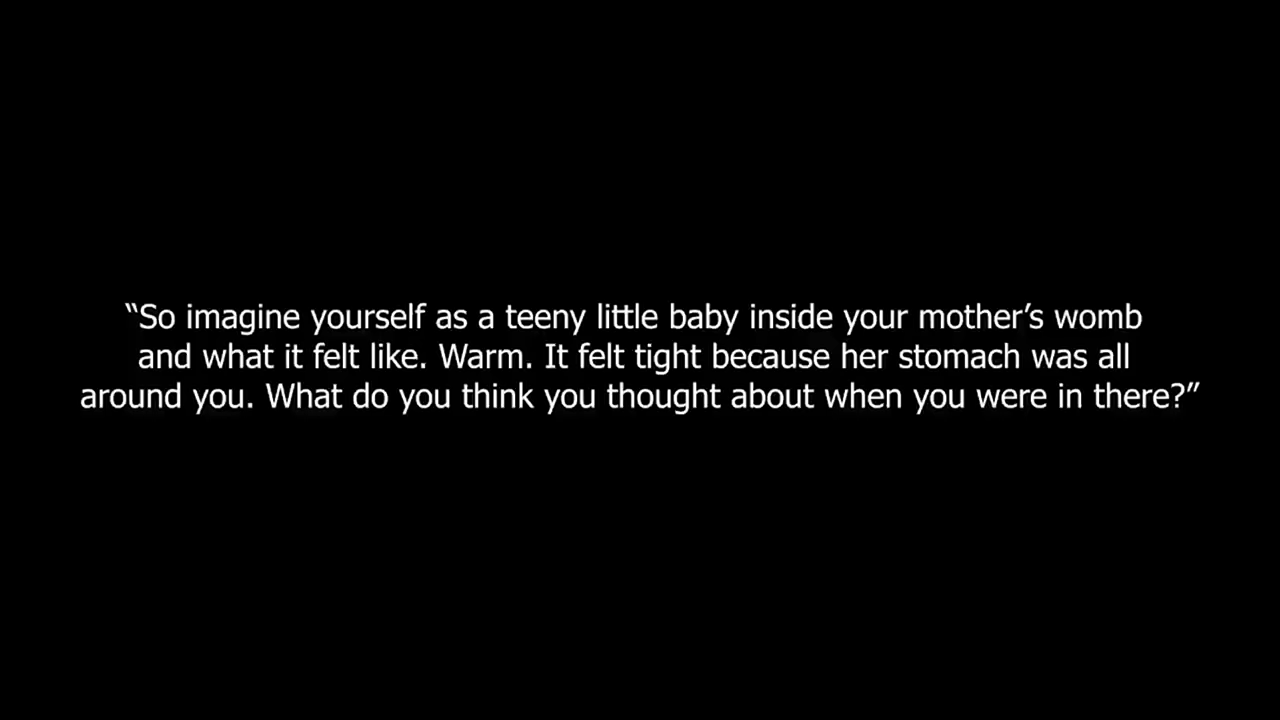 “So imagine yourself as a teeny little baby inside your mother’s womb
and what it felt like. Warm. It felt tight because her stomach was all
around you. What do you think you thought about when you were in there?”